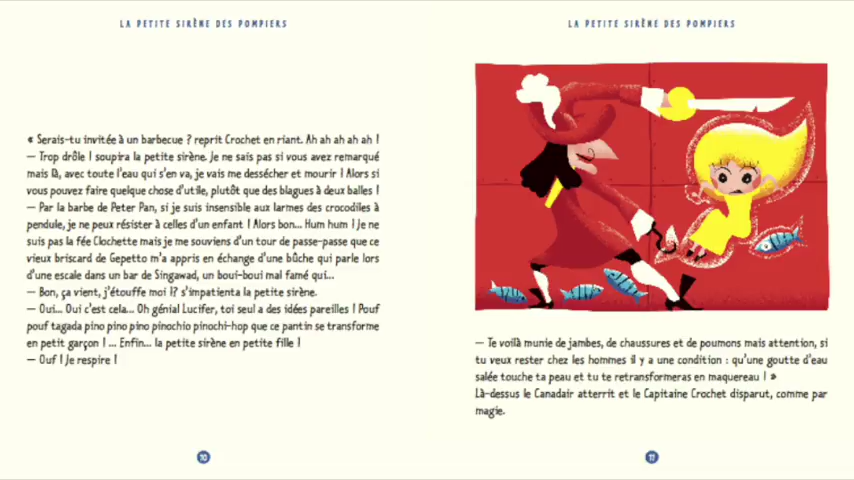 LA PETITE SIRÈNE DES POMPIERS
« Serais-tu invitée à un barbecue ? reprit Crochet en riant. Ah ah ah ah ah !
— Trop drôle ! soupira la petite sirène. Je ne sais pas si vous avez remarqué
mais là, avec toute l'eau qui s'en va, je vais me dessécher et mourir ! Alors si
vous pouvez faire quelque chose d'utile, plutôt que des blagues à deux balles !
— Par la barbe de Peter Pan, si je suis insensible aux larmes des crocodiles à
pendule, je ne peux résister à celles d'un enfant ! Alors bon... Hum hum ! Je ne
suis pas la fée Clochette mais je me souviens d'un tour de passe-passe que ce
vieux briscard de Gepetto m'a appris en échange d'une bûche qui parle lors
d'une escale dans un bar de Singawad, un boui-boui mal famé qui...
— Bon, ça vient, j'étouffe moi !? s'impatienta la petite sirène.
— Oui... Oui c'est cela... Oh génial Lucifer, toi seul a des idées pareilles ! Pouf
pouf tagada pino pino pino pinochio pinochi-hop que ce pantin se transforme
en petit garçon ! ... Enfin... la petite sirène en petite fille !
— Ouf ! Je respire !
10
LA PETITE SIRÈNE DES POMPIERS
— Te voilà munie de jambes, de chaussures et de poumons mais attention, si
tu veux rester chez les hommes il y a une condition : qu'une goutte d'eau
salée touche ta peau et tu te retransformeras en maquereau ! »
Là-dessus le Canadair atterrit et le Capitaine Crochet disparut, comme par
magie.
11